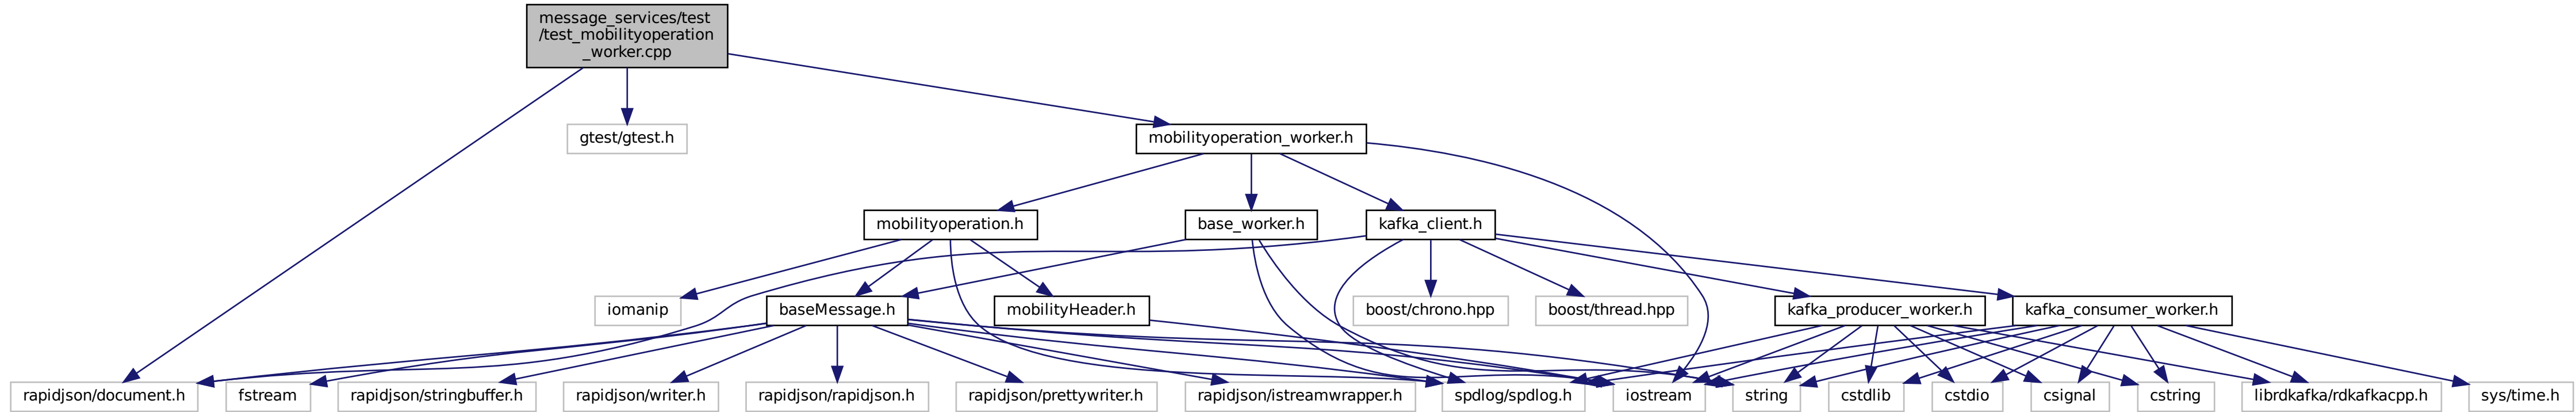 message_services/test
/test_mobilityoperation
_worker.cpp
gtest/gtest.h
mobilityoperation_worker.h
mobilityoperation.h
base_worker.h
kafka_client.h
iomanip
baseMessage.h
mobilityHeader.h
boost/chrono.hpp
boost/thread.hpp
kafka_producer_worker.h
kafka_consumer_worker.h
rapidjson/document.h
fstream
rapidjson/stringbuffer.h
rapidjson/writer.h
rapidjson/rapidjson.h
rapidjson/prettywriter.h
rapidjson/istreamwrapper.h
spdlog/spdlog.h
iostream
string
cstdlib
cstdio
csignal
cstring
librdkafka/rdkafkacpp.h
sys/time.h